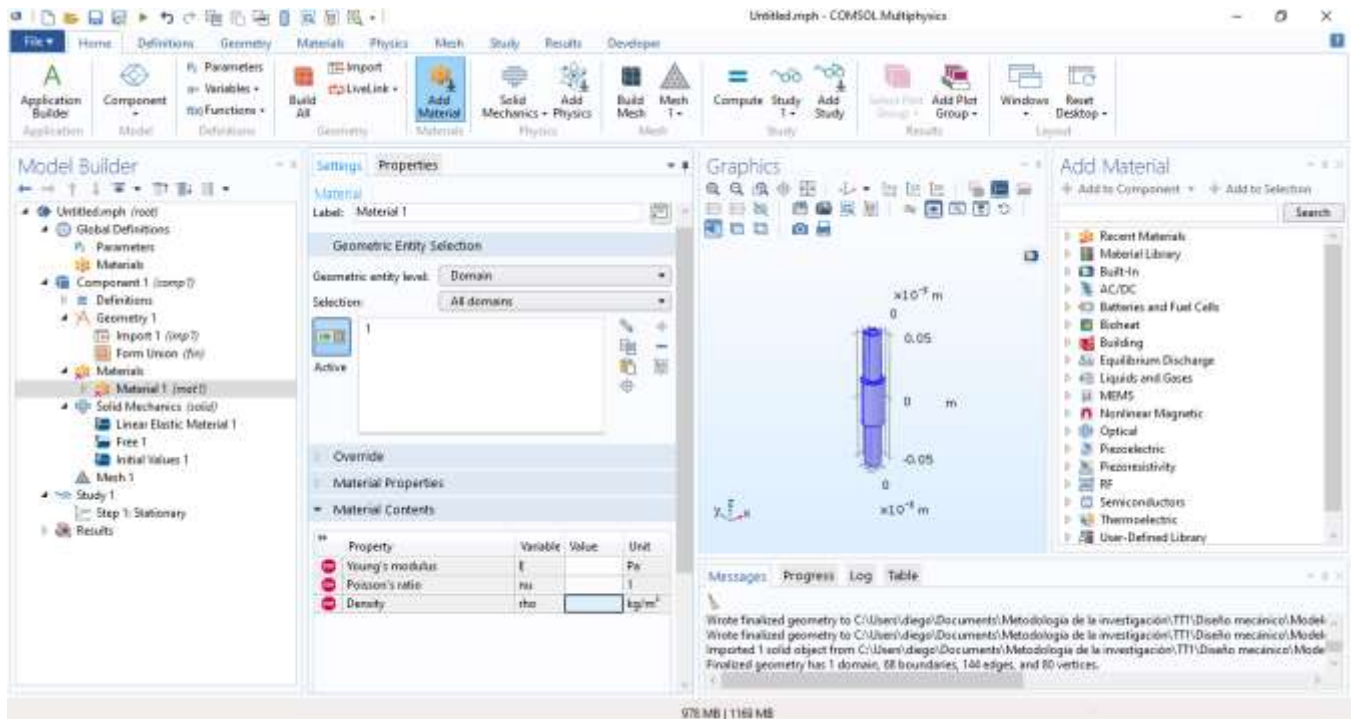 Untitled.mph - COMSOL Multiphysics
File Home Definitions Geometry Materials Physics Mesh Study Results Developer
Application Builder
Component
Pi Parameters
a= Variables
f(x) Functions
Build All
Import
LiveLink
Add Material
Solid Mechanics
Add Physics
Build Mesh
Mesh 1
Compute
Study 1
Add Study
Add Plot Group
Windows
Reset Desktop
Application Model Definitions Geometry Materials Physics Mesh Study Results Layout
Model Builder
Untitled.mph (root)
Global Definitions
Pi Parameters
Materials
Component 1 (comp1)
Definitions
Geometry 1
Import 1 (imp1)
Form Union (fin)
Materials
Material 1 (mat1)
Solid Mechanics (solid)
Linear Elastic Material 1
Free 1
Initial Values 1
Mesh 1
Study 1
Step 1: Stationary
Results
Settings Properties
Material
Label: Material 1
Geometric Entity Selection
Geometric entity level: Domain
Selection: All domains
1
Active
Override
Material Properties
Material Contents
Property Variable Value Unit
Young's modulus E Pa
Poisson's ratio nu 1
Density rho kg/m³
Graphics
m
0
0.05
0 m
-0.05
0
m
y z x
Messages Progress Log Table
Wrote finalized geometry to C:\Users\diego\Documents\Metodología de la investigación\TT1\Diseño mecánico\Model
Wrote finalized geometry to C:\Users\diego\Documents\Metodología de la investigación\TT1\Diseño mecánico\Model
Imported 1 solid object from C:\Users\diego\Documents\Metodología de la investigación\TT1\Diseño mecánico\Mode
Finalized geometry has 1 domain, 68 boundaries, 144 edges, and 80 vertices.
Add Material
+ Add to Component + Add to Selection
Search
Recent Materials
Material Library
Built-In
AC/DC
Batteries and Fuel Cells
Bioheat
Building
Equilibrium Discharge
Liquids and Gases
MEMS
Nonlinear Magnetic
Optical
Piezoelectric
Piezoresistivity
RF
Semiconductors
Thermoelectric
User-Defined Library
978 MB | 1169 MB